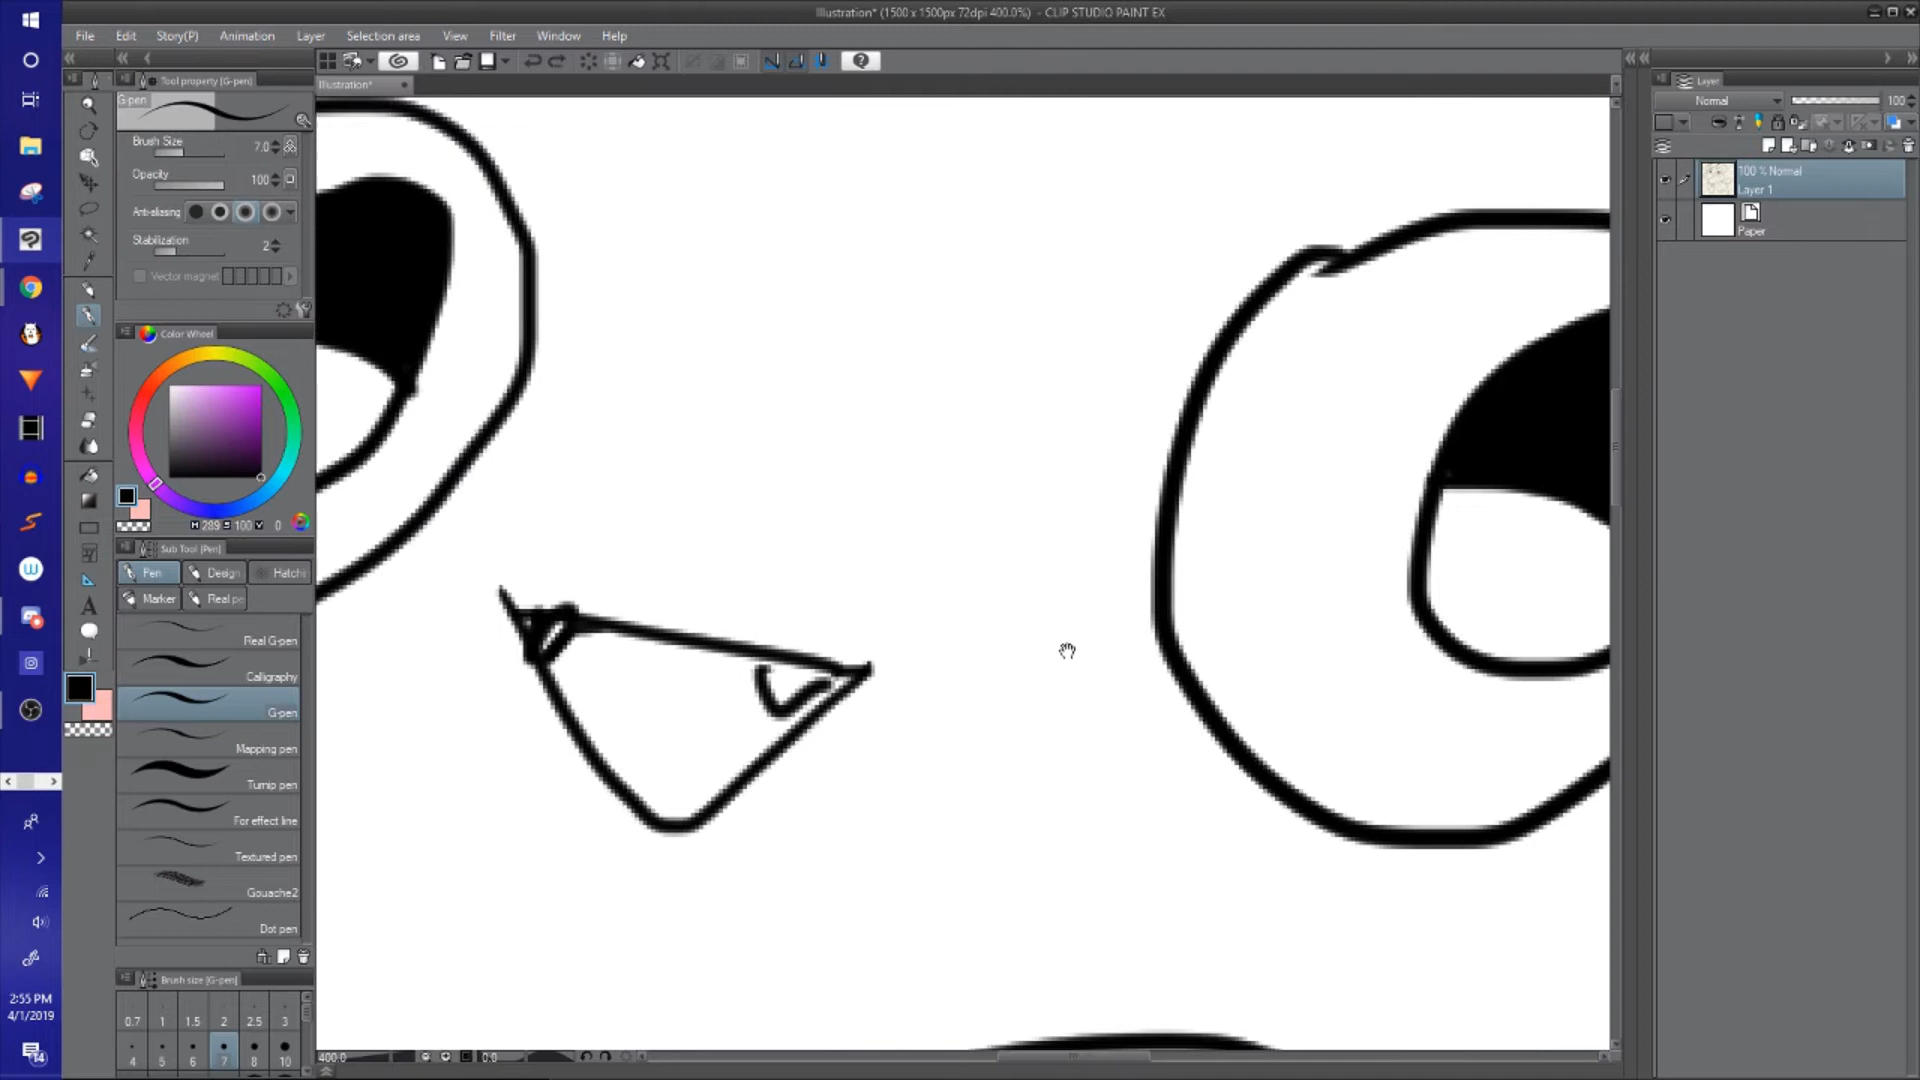 Illustration* (1500 x 1500px 72dpi 400.0%) - CLIP STUDIO PAINT EX
File Edit Story(P) Animation Layer Selection area View Filter Window Help
Tool property [G-pen]
Illustration*
Layer
G-pen
Normal 100
Brush Size 7.0
Opacity 100
Anti-aliasing
Stabilization 2
Vector magnet
100 % Normal
Layer 1
Paper
Color Wheel
H 289 S 100 V 0
Sub Tool [Pen]
Pen Design Hatchi
Marker Real pe
Real G-pen
Calligraphy
G-pen
Mapping pen
Turnip pen
For effect line
Textured pen
Gouache2
Dot pen
Brush size [G-pen]
0.7 1 1.5 2 2.5 3
4 5 6 7 8 10
400.0 0.0
2:55 PM
4/1/2019
14